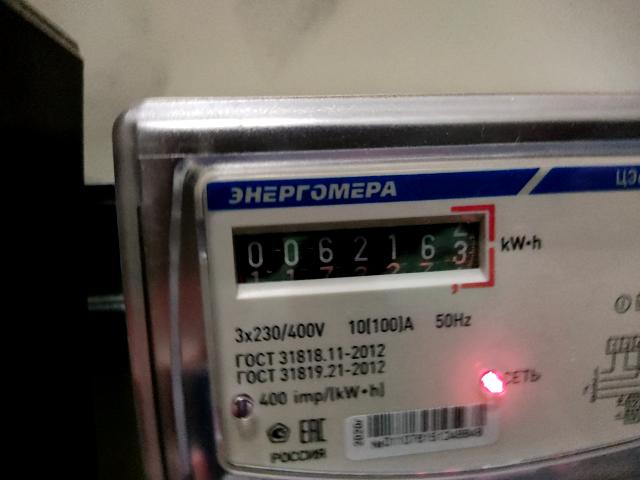 ЭНЕРГОМЕРА
0062163 kW•h
3x230/400V 10(100)A 50Hz
ГОСТ 31818.11-2012
ГОСТ 31819.21-2012
СЕТЬ
400 imp/(kW•h)
ЕАС
РОССИЯ